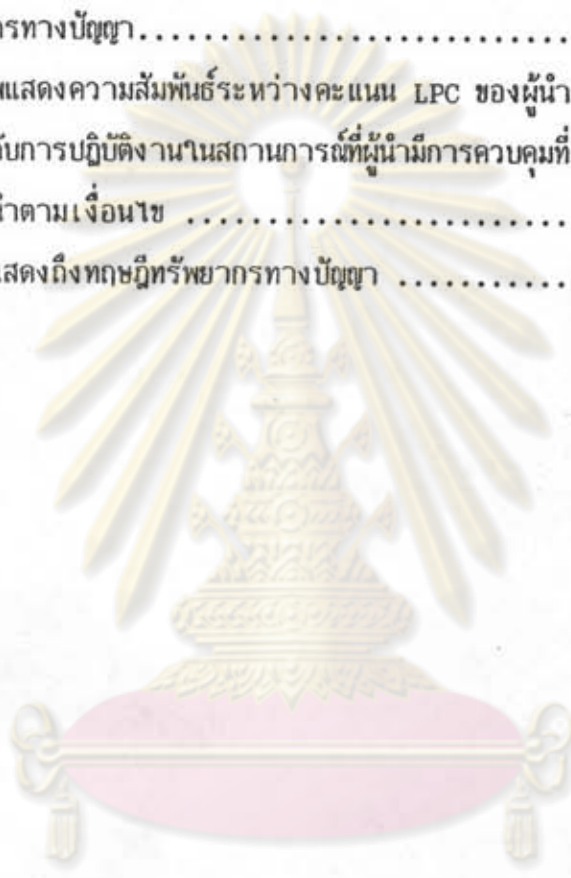 รทางปัญญา..............................
แสดงความสัมพันธ์ระหว่างคะแนน LPC ของผู้นำ
กับการปฏิบัติงานในสถานการณ์ที่ผู้นำมีการควบคุมที่
นำตามเงื่อนไข ..........................
แสดงถึงทฤษฎีทรัพยากรทางปัญญา ...........